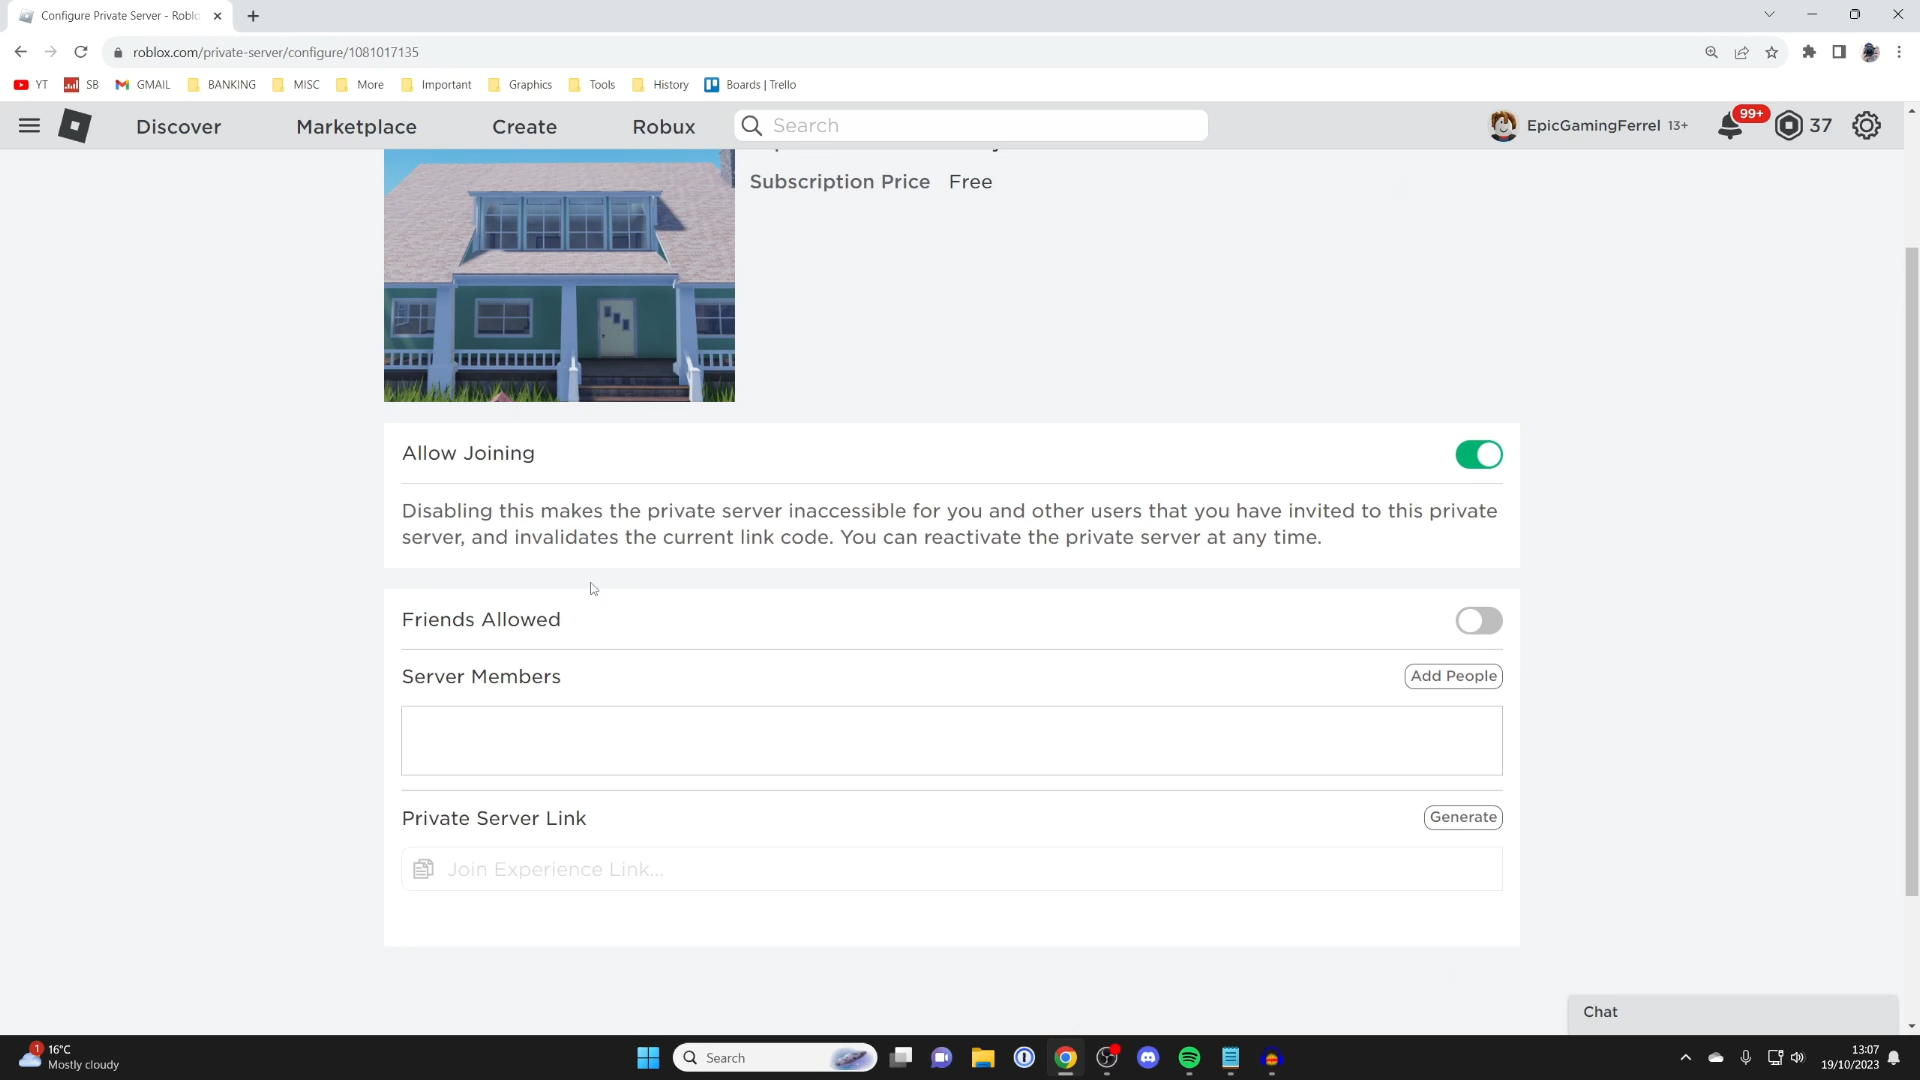 Configure Private Server - Roblo
roblox.com/private-server/configure/1081017135
YT SB GMAIL BANKING MISC More Important Graphics Tools History Boards | Trello
Discover Marketplace Create Robux Search EpicGamingFerrel 13+ 99+ 37
Subscription Price Free
Allow Joining
Disabling this makes the private server inaccessible for you and other users that you have invited to this private
server, and invalidates the current link code. You can reactivate the private server at any time.
Friends Allowed
Server Members Add People
Private Server Link Generate
Join Experience Link...
Chat
1 16°C
Mostly cloudy
Search
13:07
19/10/2023